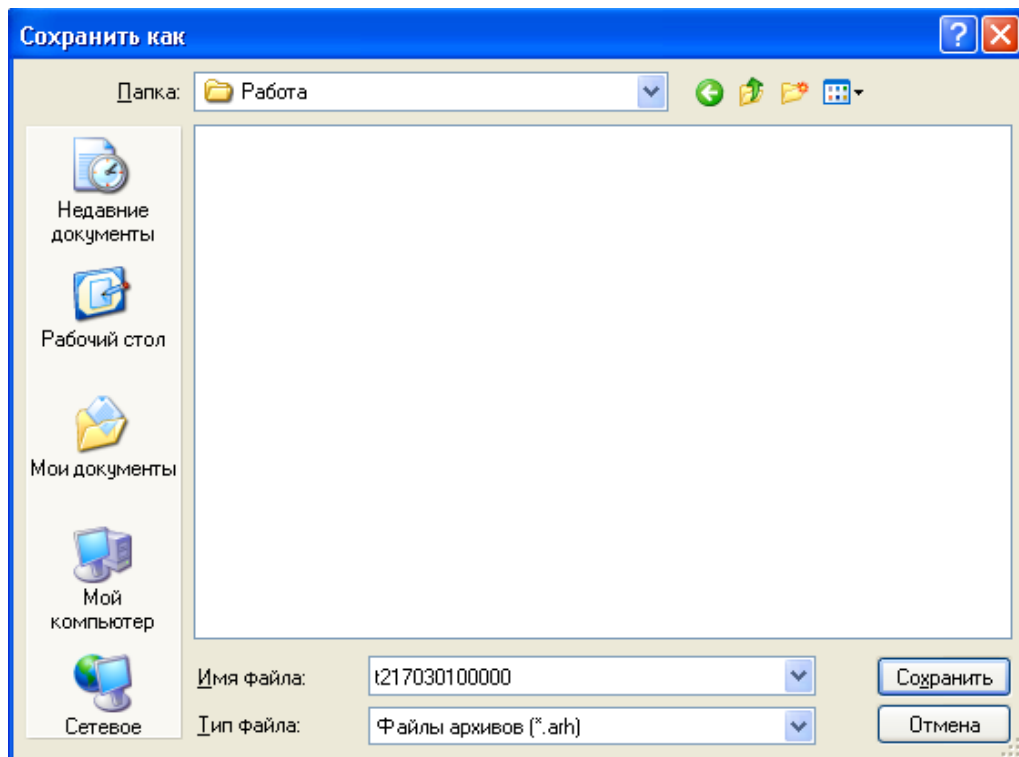 Сохранить как
Папка:
Работа
Недавние
документы
Рабочий стол
Мои документы
Мой
компьютер
Сетевое
Имя файла:
t217030100000
Сохранить
Тип файла:
Файлы архивов (*.arh)
Отмена